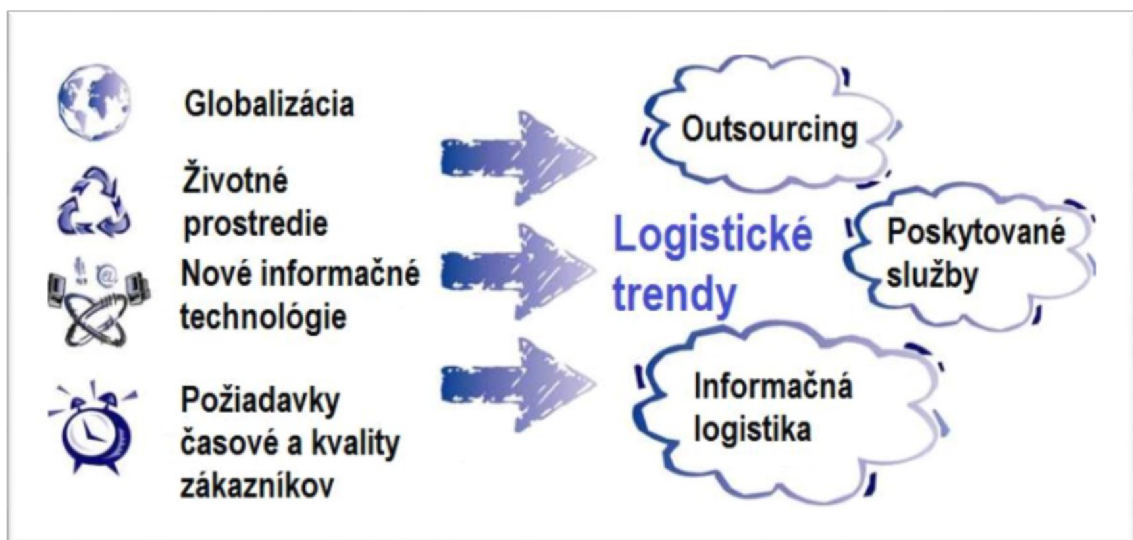 Globalizácia
Životné
prostredie
Nové informačné
technológie
Požiadavky
časové a kvality
zákazníkov
Outsourcing
Logistické
trendy
Poskytované
služby
Informačná
logistika